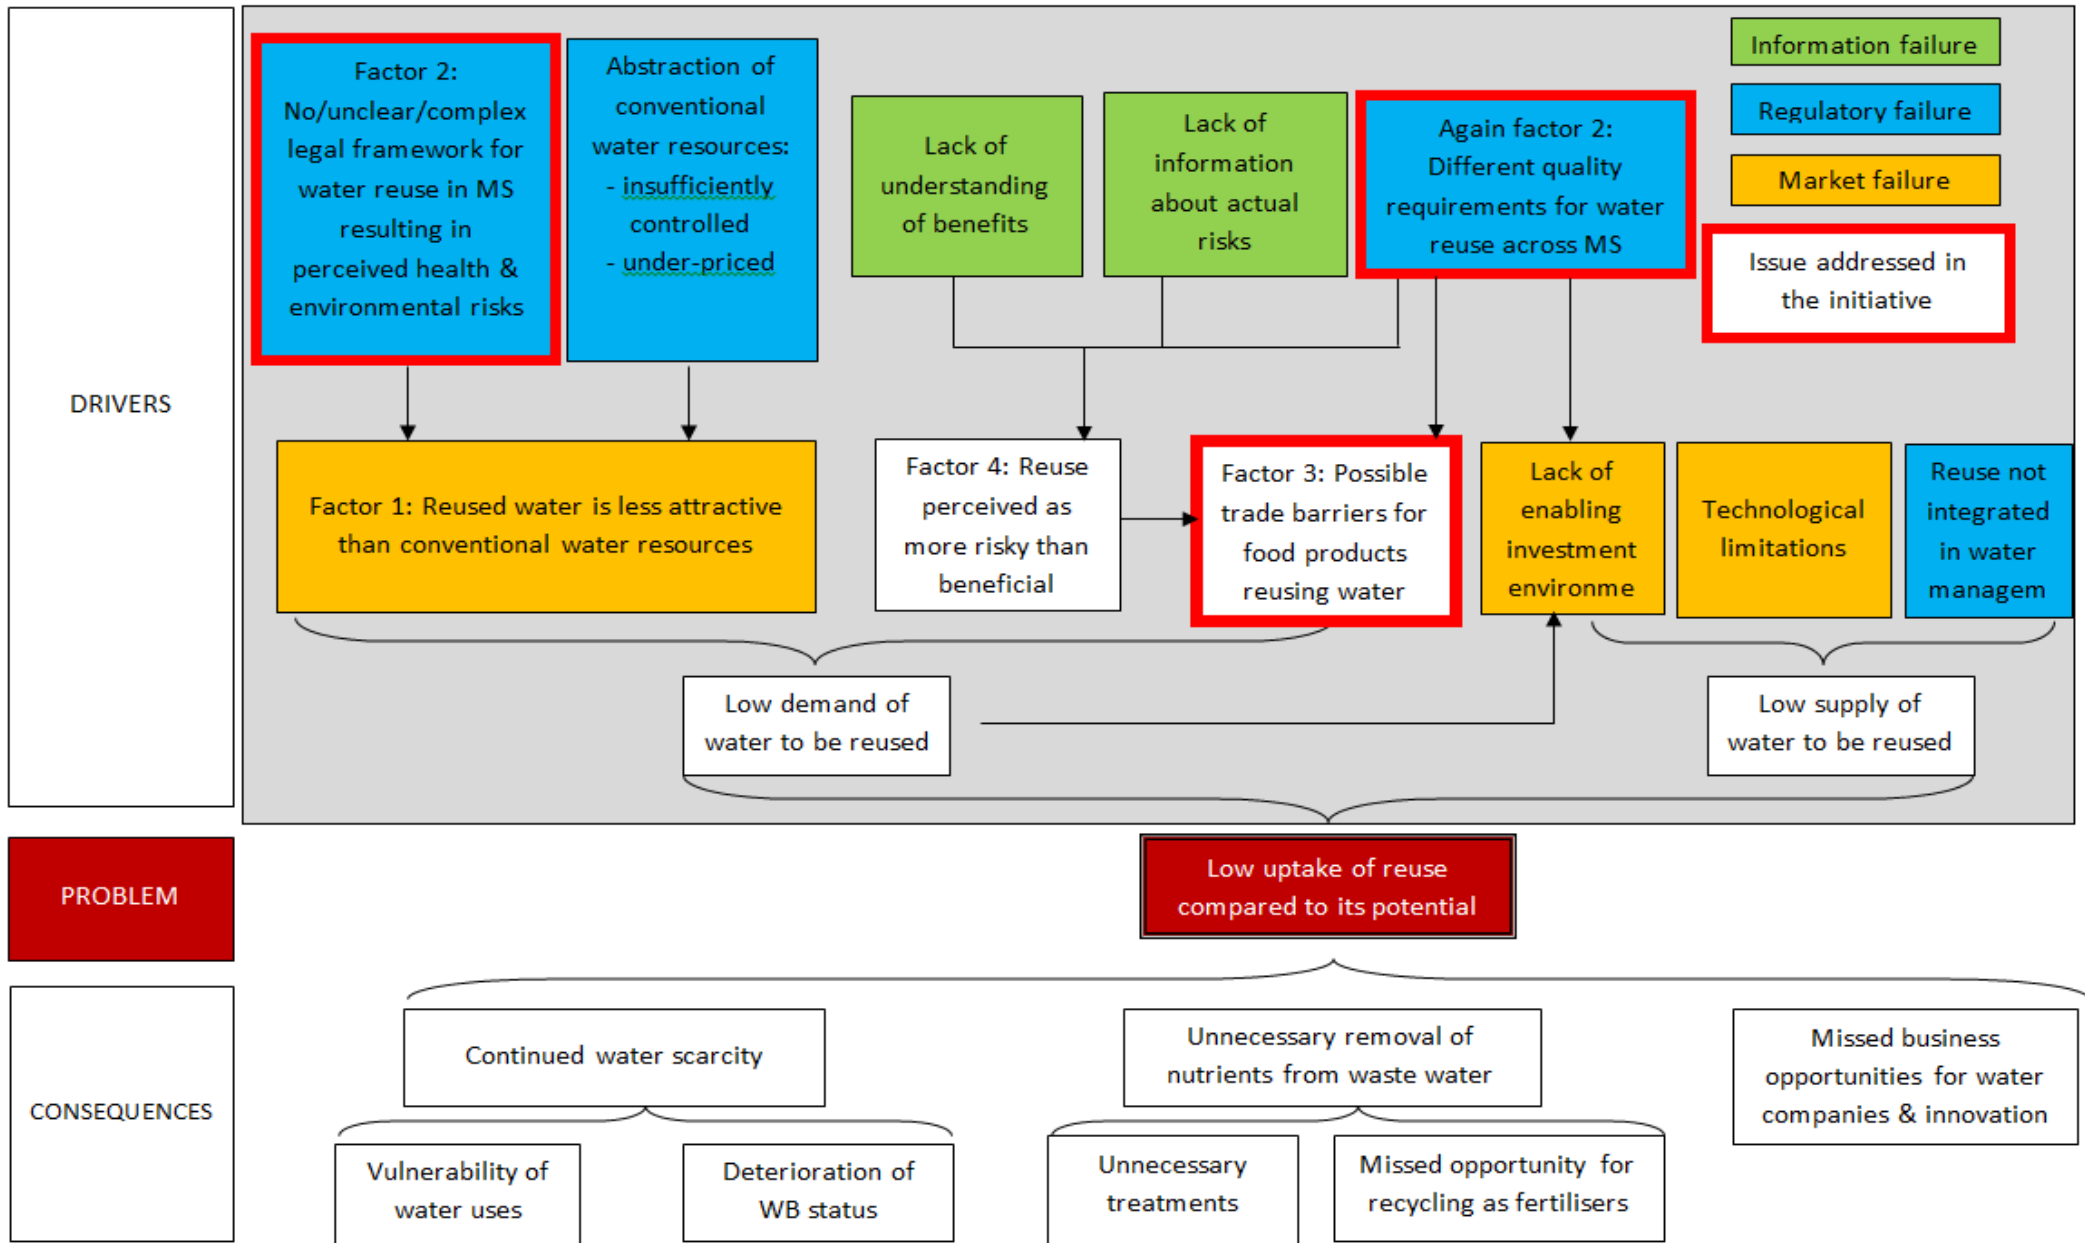 DRIVERS
Factor 2:
No/unclear/complex
legal framework for
water reuse in MS
resulting in
perceived health &
environmental risks
Abstraction of
conventional
water resources:
- insufficiently
controlled
- under-priced
Lack of
understanding
of benefits
Lack of
information
about actual
risks
Again factor 2:
Different quality
requirements for water
reuse across MS
Information failure
Regulatory failure
Market failure
Issue addressed in
the initiative
Factor 1: Reused water is less attractive
than conventional water resources
Factor 4: Reuse
perceived as
more risky than
beneficial
Factor 3: Possible
trade barriers for
food products
reusing water
Lack of
enabling
investment
environme
Technological
limitations
Reuse not
integrated
in water
managem
Low demand of
water to be reused
Low supply of
water to be reused
PROBLEM
Low uptake of reuse
compared to its potential
CONSEQUENCES
Continued water scarcity
Unnecessary removal of
nutrients from waste water
Missed business
opportunities for water
companies & innovation
Vulnerability of
water uses
Deterioration of
WB status
Unnecessary
treatments
Missed opportunity for
recycling as fertilisers